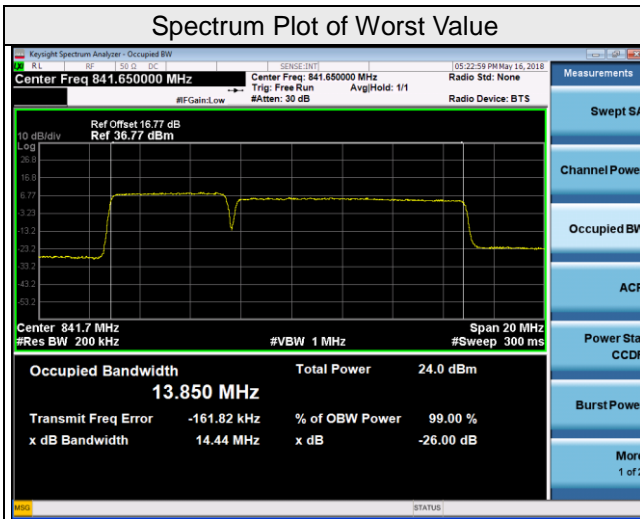 Spectrum Plot of Worst Value
Keysight Spectrum Analyzer - Occupied BW
RL RF 50 Ω DC SENSE:INT 05:22:59 PM May 16, 2018
Center Freq 841.650000 MHz Center Freq: 841.650000 MHz Radio Std: None
Trig: Free Run Avg|Hold: 1/1
#IFGain:Low #Atten: 30 dB Radio Device: BTS
Ref Offset 16.77 dB
10 dB/div Ref 36.77 dBm
Log
26.8
16.8
6.77
-3.23
-13.2
-23.2
-33.2
-43.2
-53.2
Center 841.7 MHz Span 20 MHz
#Res BW 200 kHz #VBW 1 MHz #Sweep 300 ms
Occupied Bandwidth Total Power 24.0 dBm
13.850 MHz
Transmit Freq Error -161.82 kHz % of OBW Power 99.00 %
x dB Bandwidth 14.44 MHz x dB -26.00 dB
MSG STATUS
Measurements
Swept SA
Channel Power
Occupied BW
ACP
Power Sta
CCDF
Burst Power
More
1 of 2